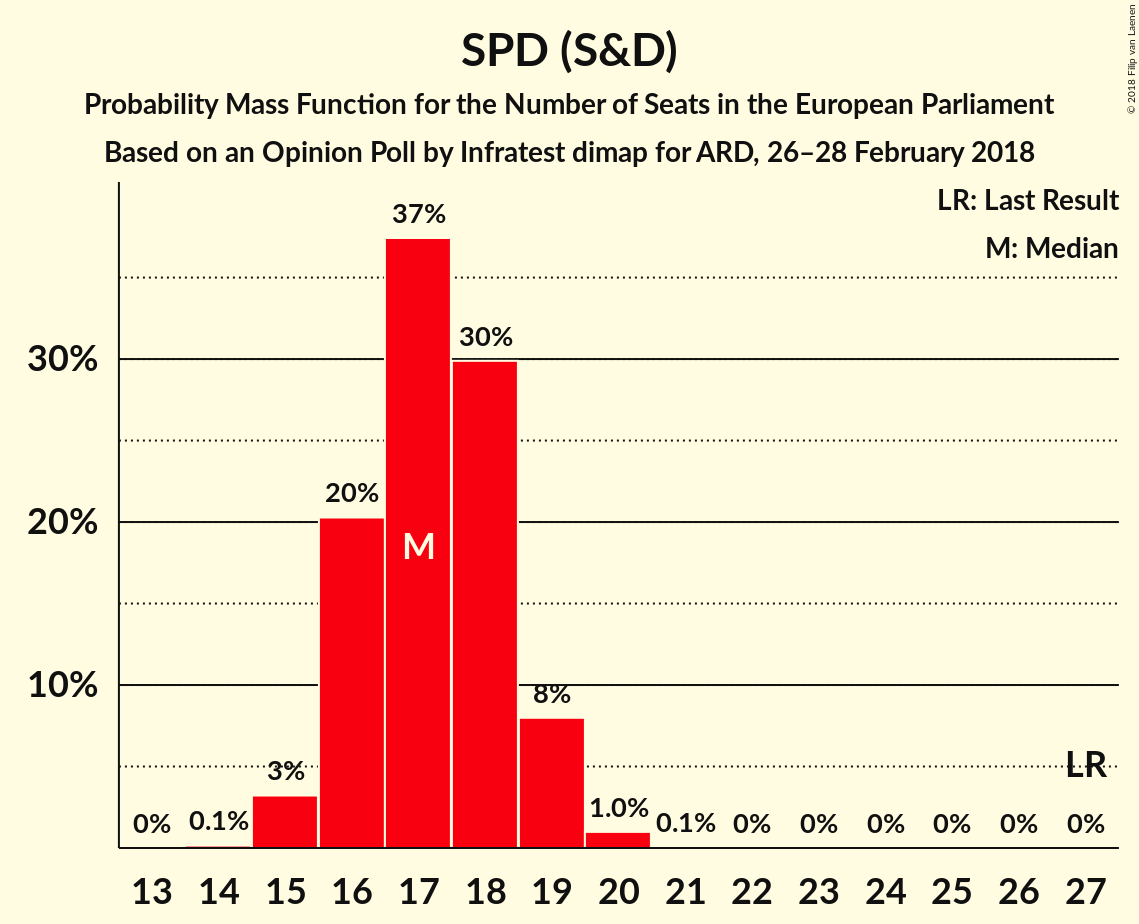 SPD (S&D)
Probability Mass Function for the Number of Seats in the European Parliament
Based on an Opinion Poll by Infratest dimap for ARD, 26–28 February 2018
© 2018 Filip van Laenen
LR: Last Result
M: Median
37%
30%
30%
20%
20%
M
10%
8%
3%
LR
1.0%
0% 0.1% 0.1% 0% 0% 0% 0% 0% 0%
13 14 15 16 17 18 19 20 21 22 23 24 25 26 27